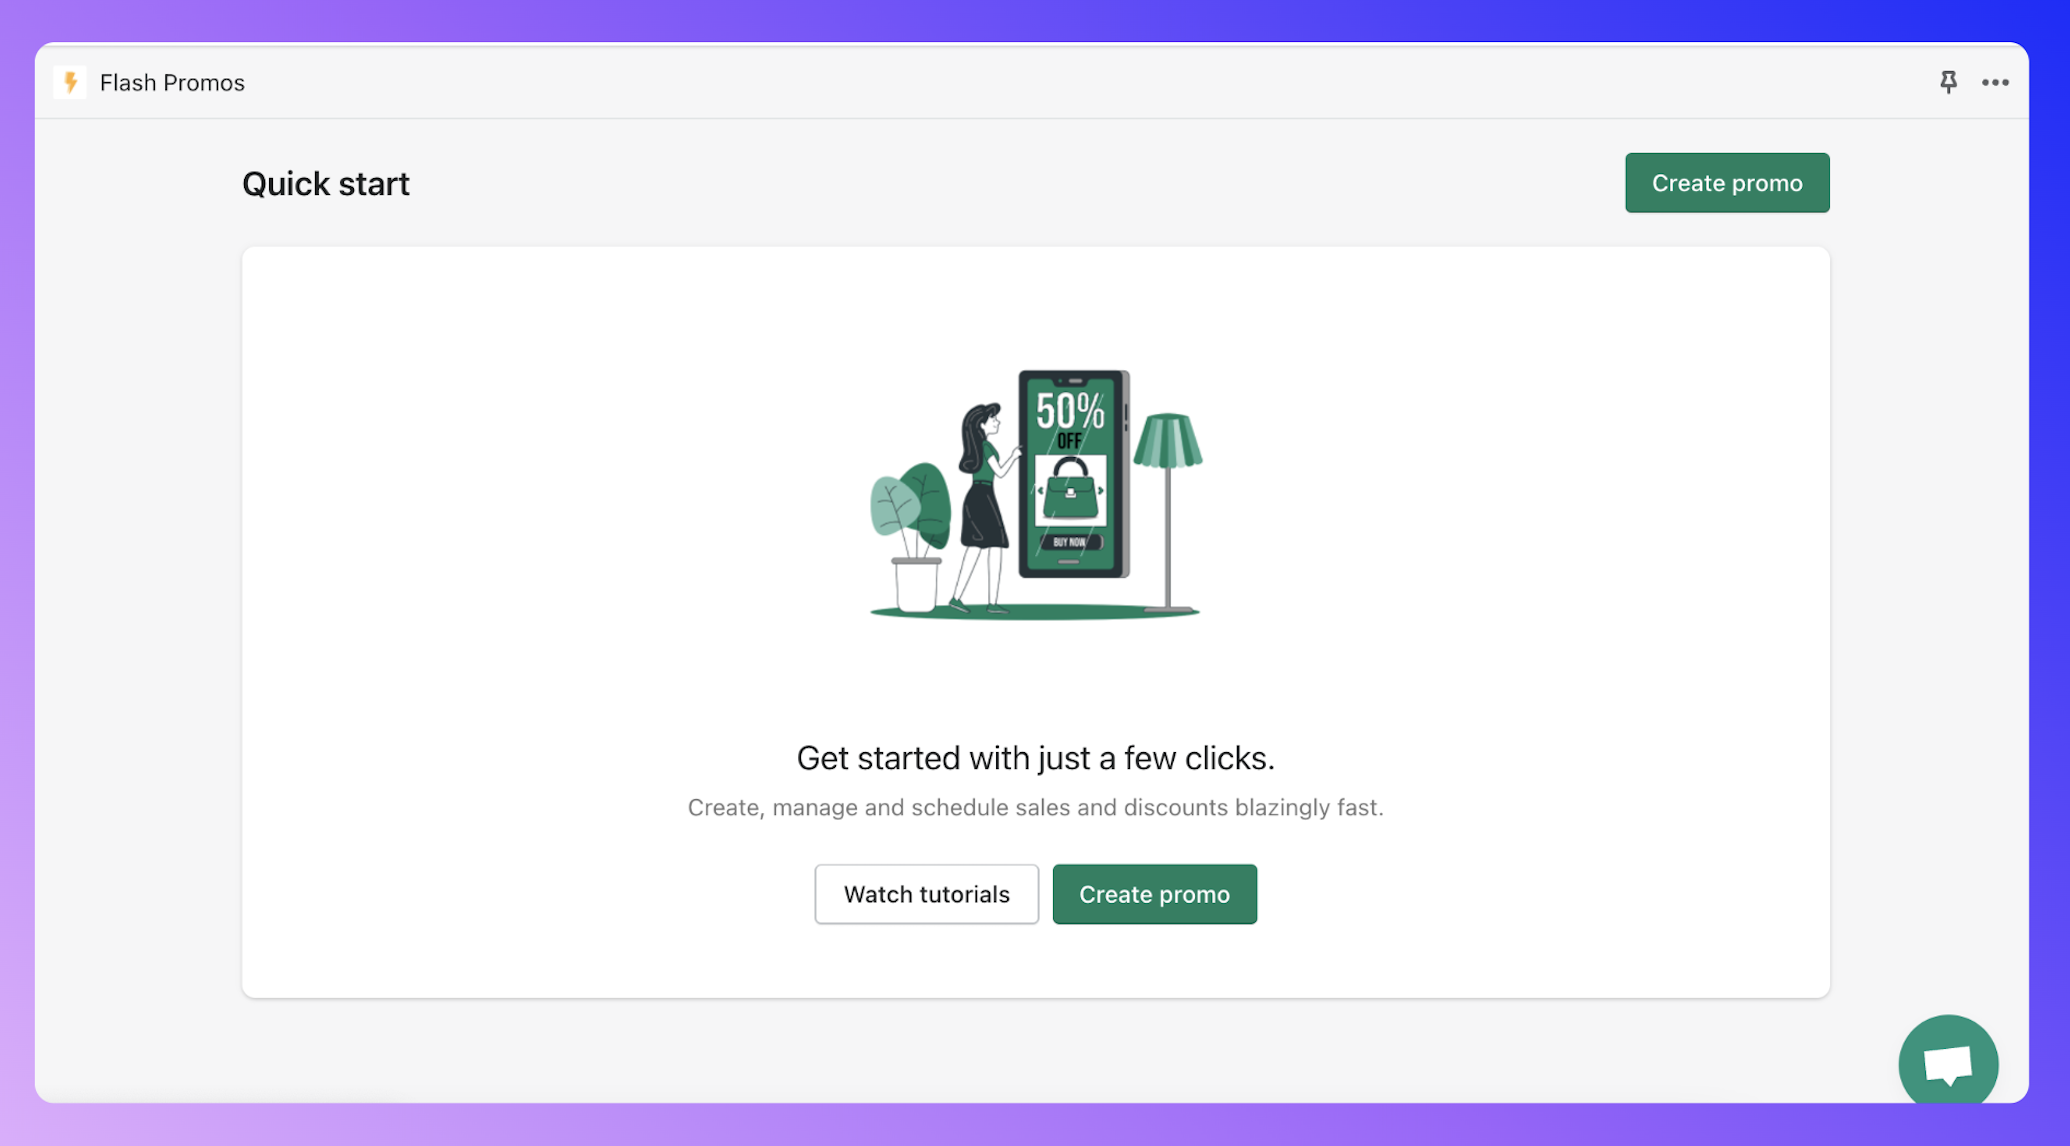 Flash Promos
Quick start
Create promo
50%
OFF
BUY NOW
Get started with just a few clicks.
Create, manage and schedule sales and discounts blazingly fast.
Watch tutorials
Create promo